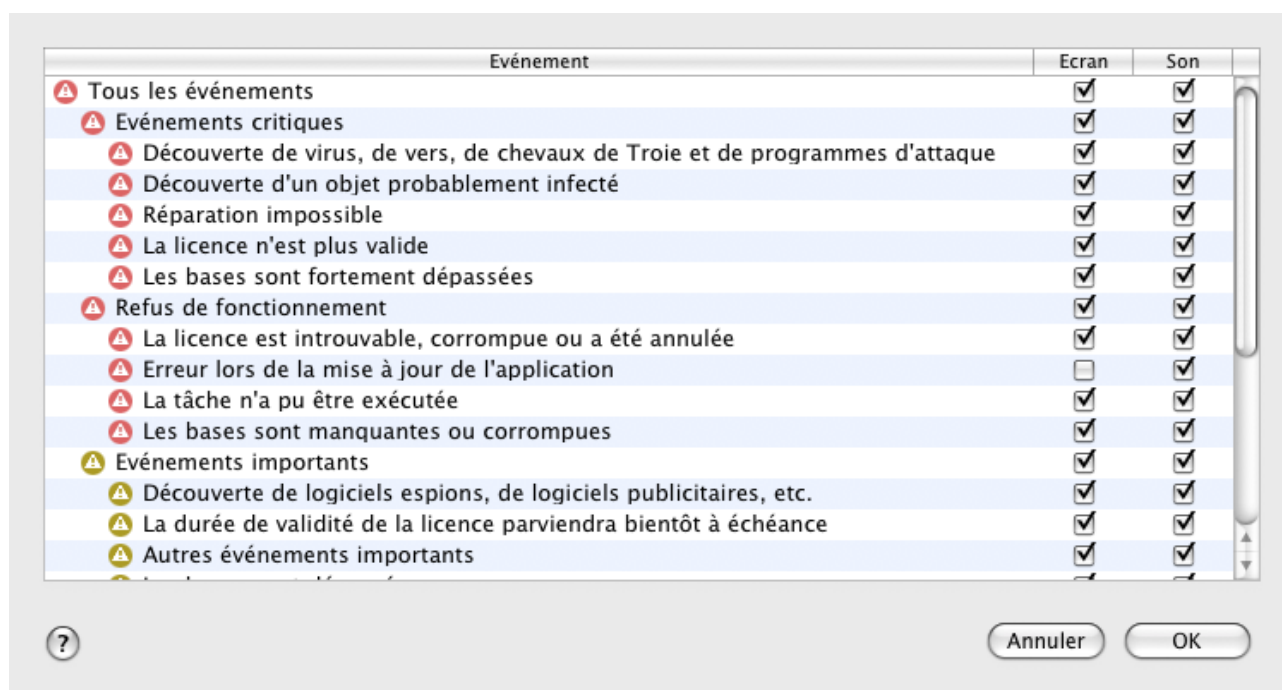 Evénement Ecran Son
Tous les événements
Evénements critiques
Découverte de virus, de vers, de chevaux de Troie et de programmes d'attaque
Découverte d'un objet probablement infecté
Réparation impossible
La licence n'est plus valide
Les bases sont fortement dépassées
Refus de fonctionnement
La licence est introuvable, corrompue ou a été annulée
Erreur lors de la mise à jour de l'application
La tâche n'a pu être exécutée
Les bases sont manquantes ou corrompues
Evénements importants
Découverte de logiciels espions, de logiciels publicitaires, etc.
La durée de validité de la licence parviendra bientôt à échéance
Autres événements importants
? Annuler OK